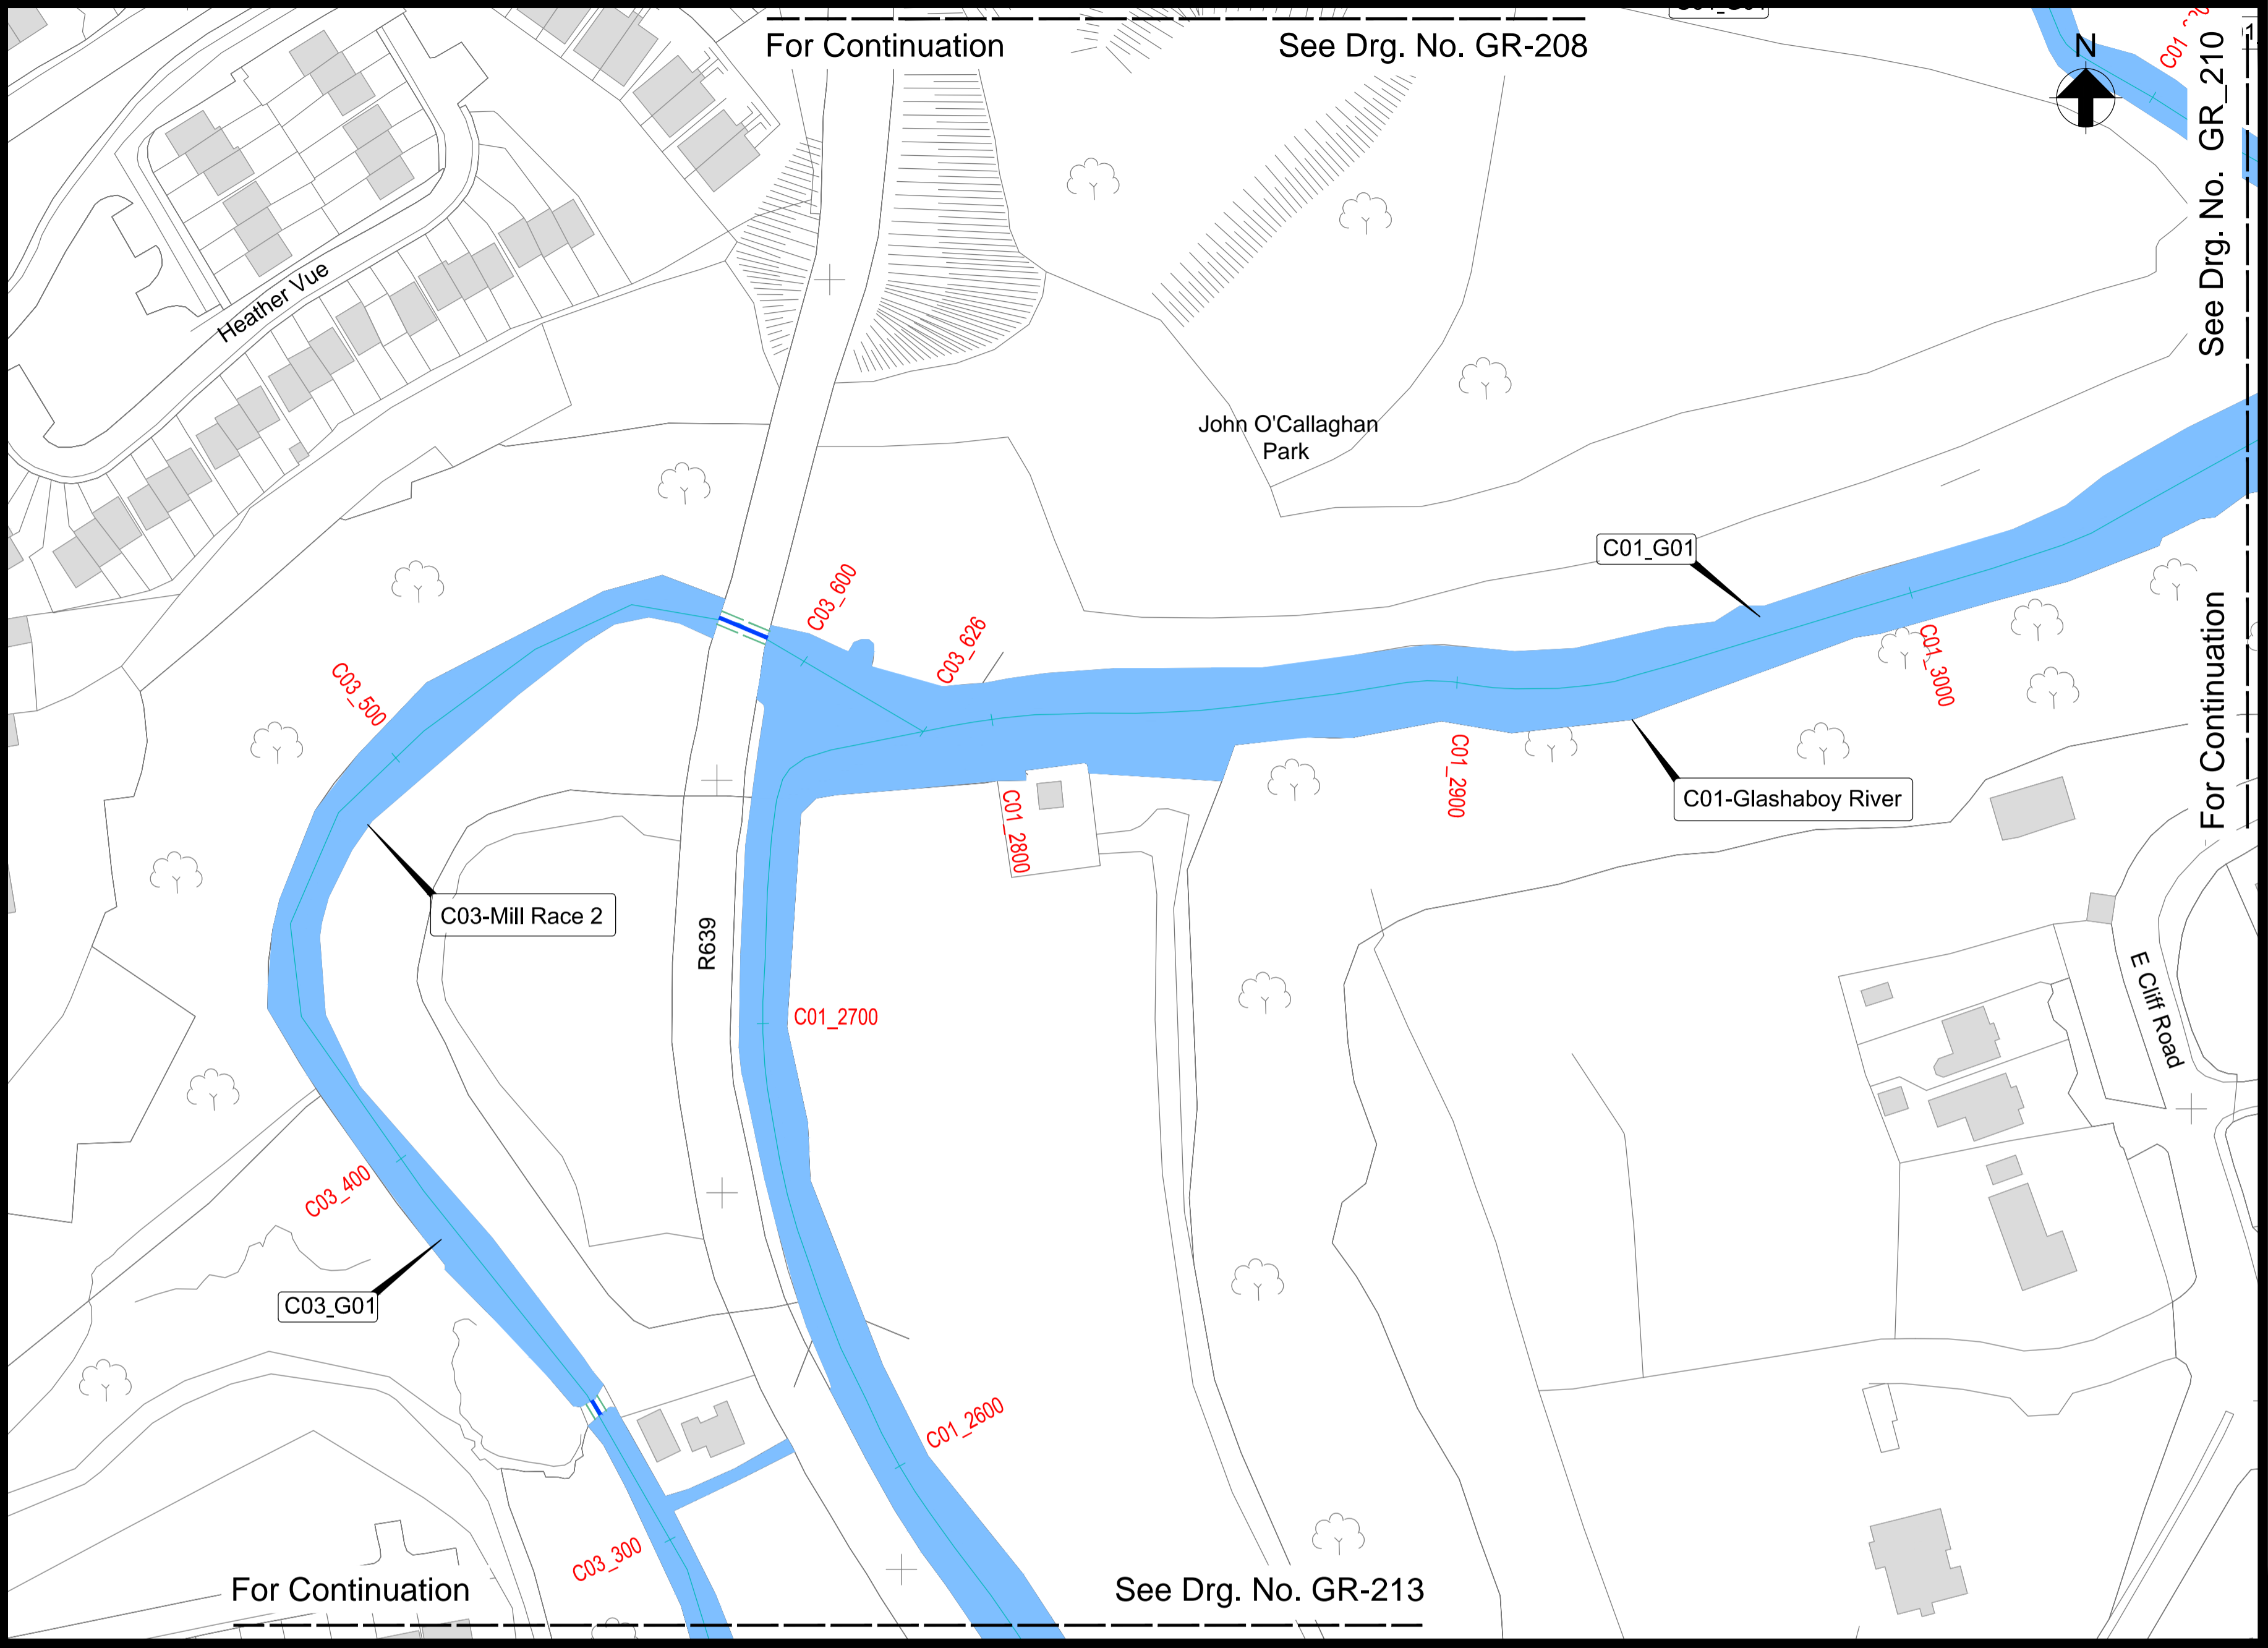 For Continuation
See Drg. No. GR-208
N
See Drg. No. GR_210
For Continuation
Heather Vue
John O'Callaghan
Park
C01_G01
C03_600
C03_626
C03_500
C01_3000
C01_2900
C01-Glashaboy River
C01_2800
C03-Mill Race 2
R639
C01_2700
E Cliff Road
C03_400
C03_G01
C01_2600
C03_300
For Continuation
See Drg. No. GR-213